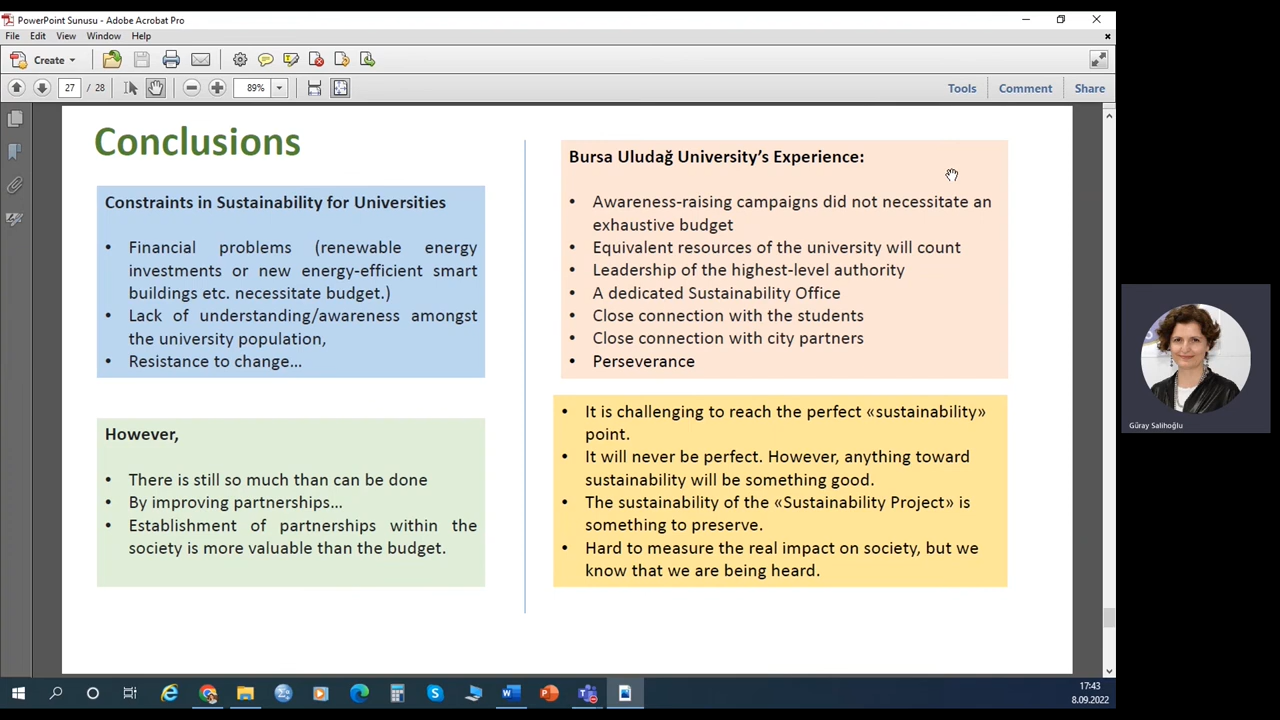 PowerPoint Sunusu - Adobe Acrobat Pro
File Edit View Window Help
Create
27 / 28
89%
Tools Comment Share
Conclusions
Constraints in Sustainability for Universities
• Financial problems (renewable energy
investments or new energy-efficient smart
buildings etc. necessitate budget.)
• Lack of understanding/awareness amongst
the university population,
• Resistance to change…
However,
• There is still so much than can be done
• By improving partnerships…
• Establishment of partnerships within the
society is more valuable than the budget.
Bursa Uludağ University’s Experience:
• Awareness-raising campaigns did not necessitate an
exhaustive budget
• Equivalent resources of the university will count
• Leadership of the highest-level authority
• A dedicated Sustainability Office
• Close connection with the students
• Close connection with city partners
• Perseverance
• It is challenging to reach the perfect «sustainability»
point.
• It will never be perfect. However, anything toward
sustainability will be something good.
• The sustainability of the «Sustainability Project» is
something to preserve.
• Hard to measure the real impact on society, but we
know that we are being heard.
Güray Salihoğlu
17:43
8.09.2022